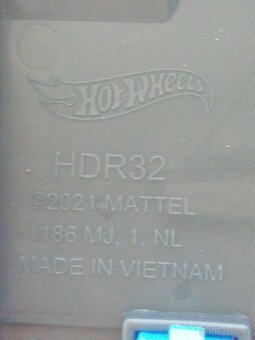 HOT WHEELS
HDR32
©2021 MATTEL
1186 MJ, 1, NL
MADE IN VIETNAM